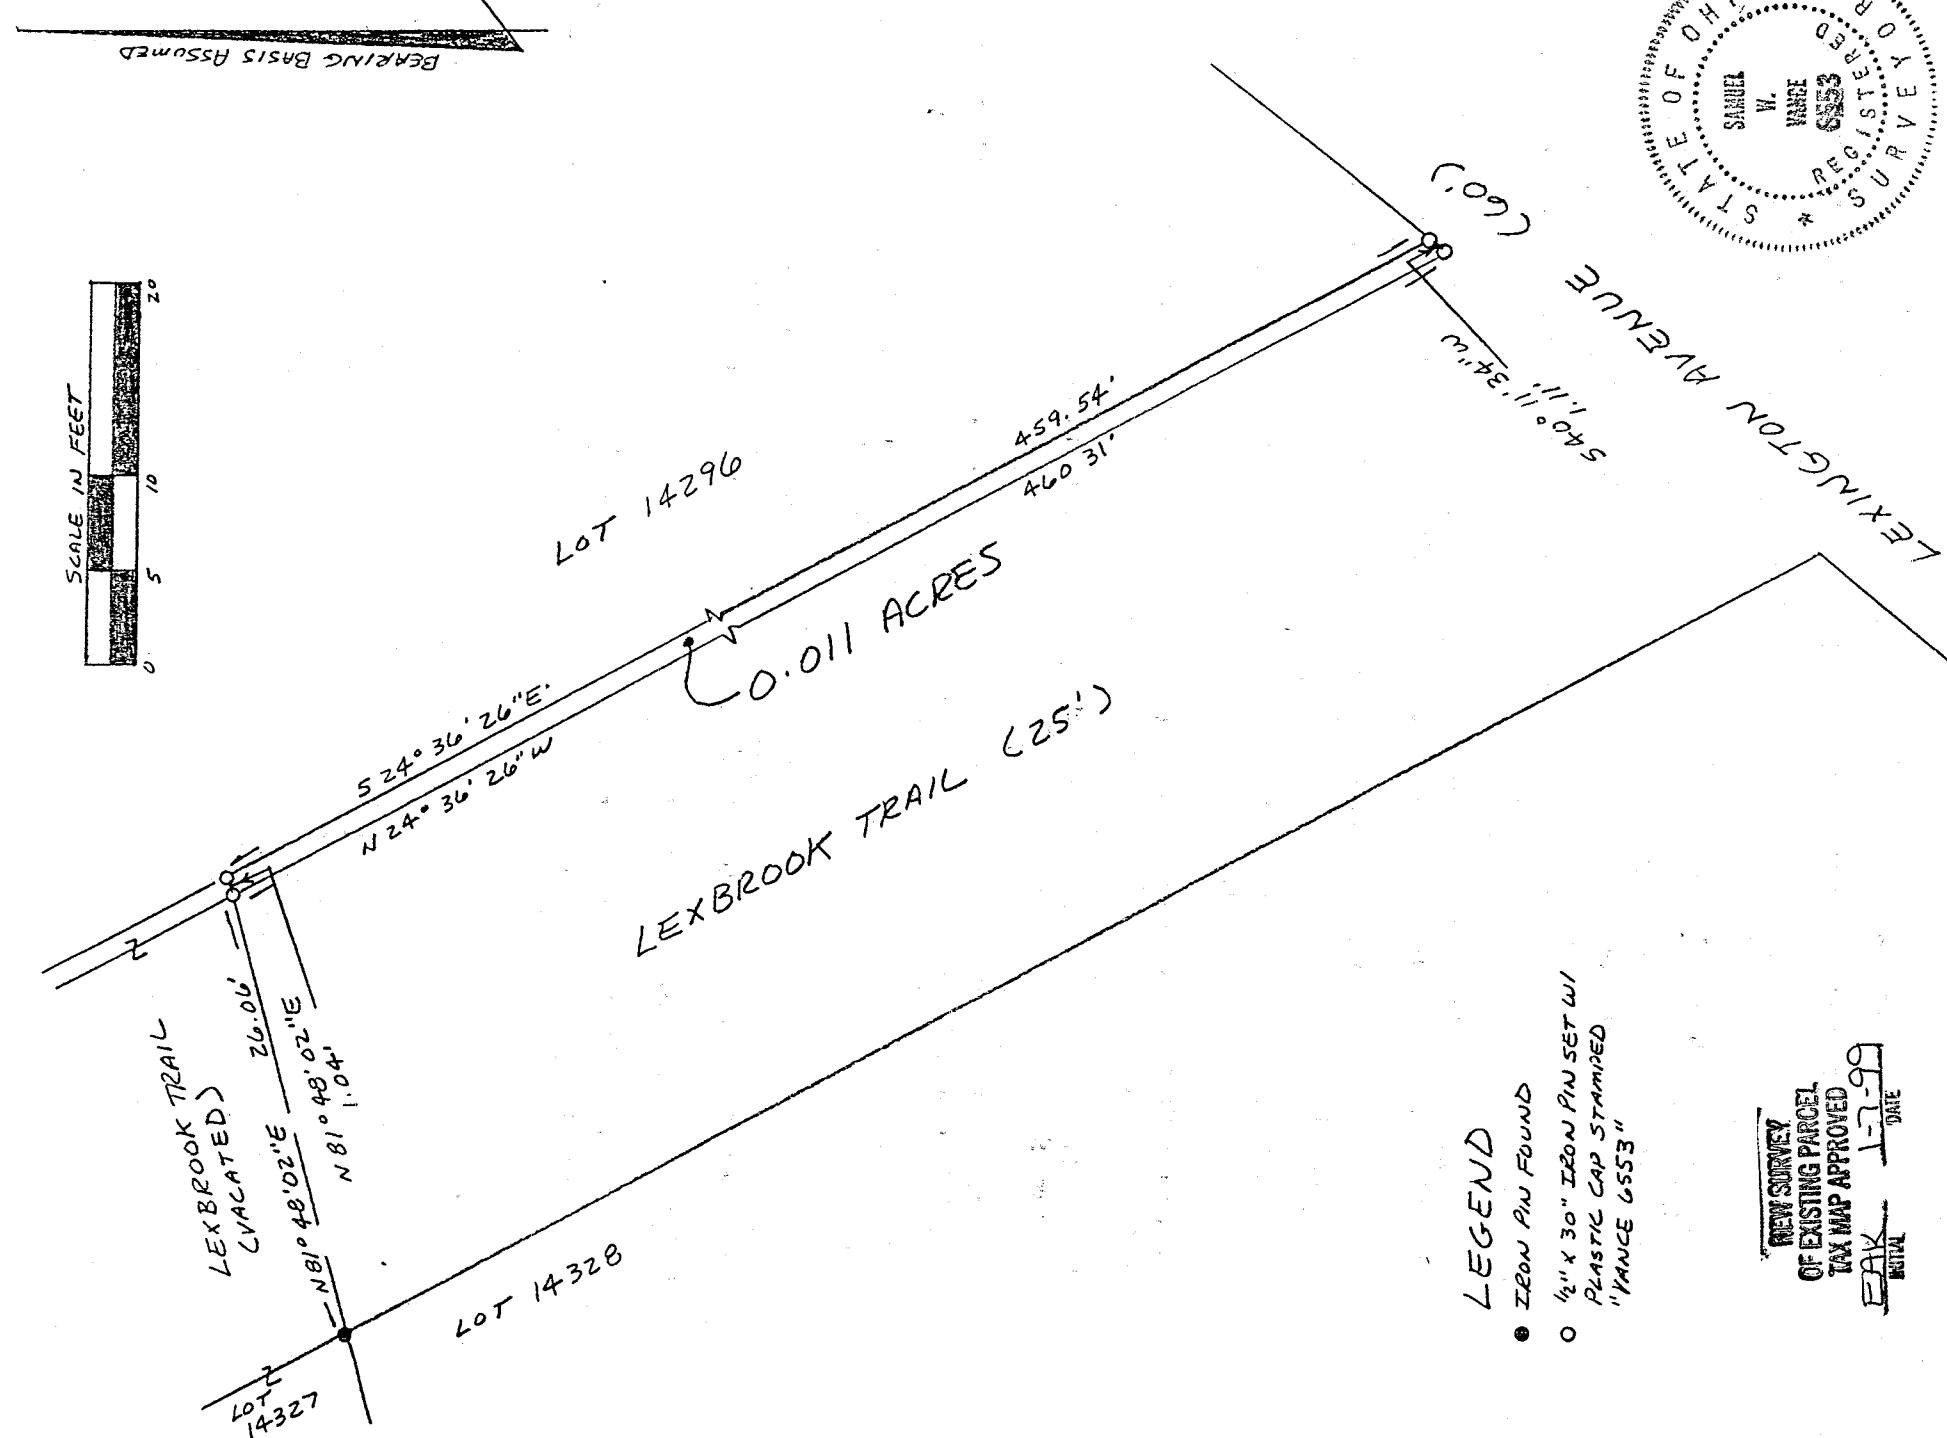 BEARING BASIS ASSUMED
SCALE IN FEET
0 5 10 20
STATE OF OH
REGISTERED
SURVEYOR
SAMUEL
W.
VANCE
6553
(60')
LEXINGTON AVENUE
S40° 11' 34"W
1.11'
LOT 14296
459.54'
460 31'
0.011 ACRES
S 24° 36' 26"E.
N 24° 36' 26"W
LEXBROOK TRAIL (25')
LEXBROOK TRAIL
(VACATED)
26.06'
N81° 48'02"E
N81° 48'02"E
1.04'
LOT 14328
LOT
14327
LEGEND
● IRON PIN FOUND
○ 1/2" X 30" IRON PIN SET W/
PLASTIC CAP STAMPED
"VANCE 6553"
NEW SURVEY
OF EXISTING PARCEL
TAX MAP APPROVED
EAK 1-7-99
INITIAL DATE